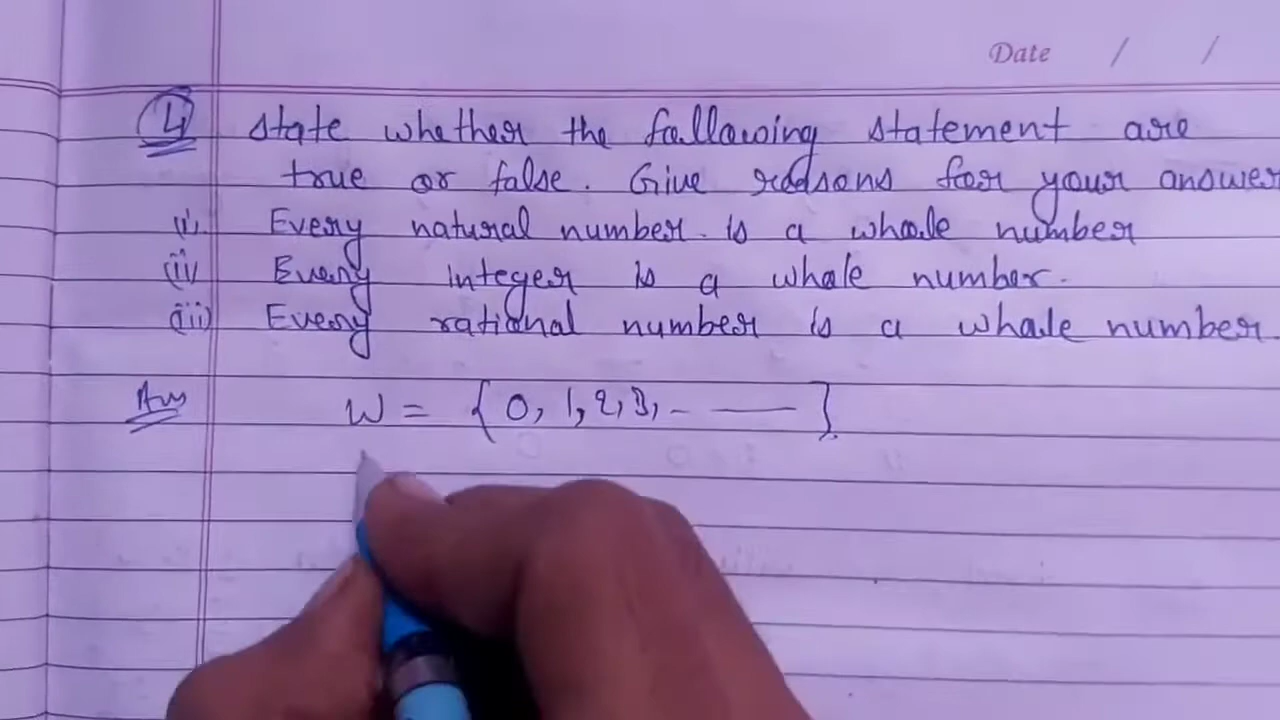 Date / /
4 State whether the following statement are
true or false. Give reasons for your answer
(i). Every natural number is a whole number
(ii) Every integer is a whole number.
(iii) Every rational number is a whole number.
Ans W = { 0, 1, 2, 3, - —— }.